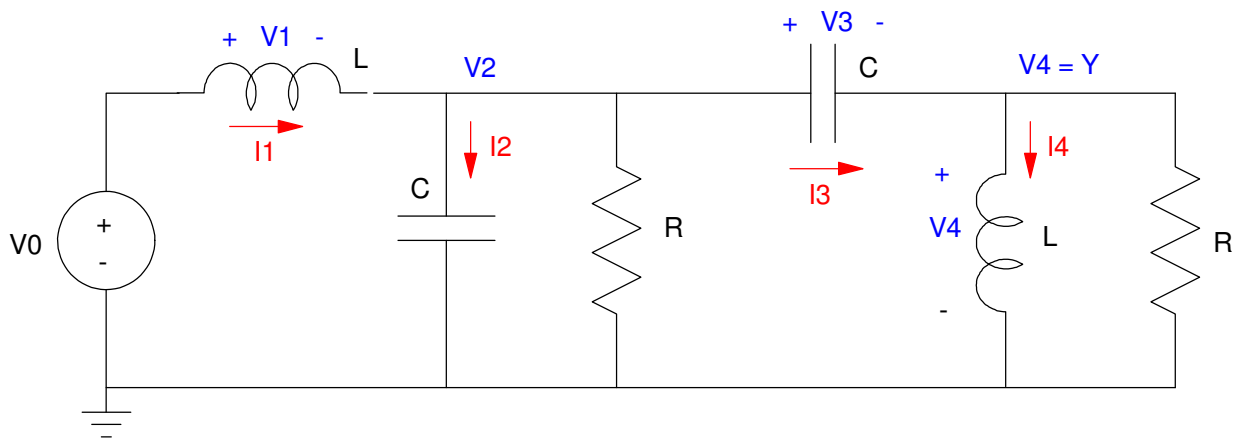 + V1 -
L
I1
V2
I2
C
R
+ V3 -
C
I3
V4 = Y
I4
+
V4
-
L
R
V0
+
-